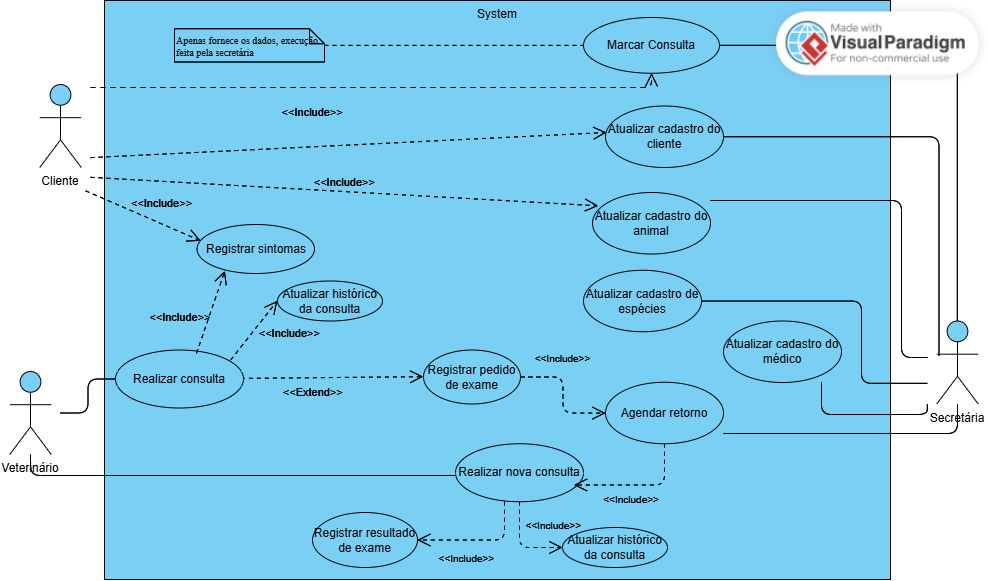 System
Apenas fornece os dados, execução
feita pela secretária
Marcar Consulta
Made with
VisualParadigm
For non-commercial use
<<Include>>
Atualizar cadastro do
cliente
Cliente
<<Include>>
<<Include>>
Atualizar cadastro do
animal
Registrar sintomas
Atualizar histórico
da consulta
Atualizar cadastro de
espécies
<<Include>>
<<Include>>
Atualizar cadastro do
médico
Realizar consulta
<<Extend>>
Registrar pedido
de exame
<<Include>>
Agendar retorno
Secretária
Veternnário
Realizar nova consulta
<<Include>>
Registrar resultado
de exame
<<Include>>
<<Include>>
Atualizar histórico
da consulta